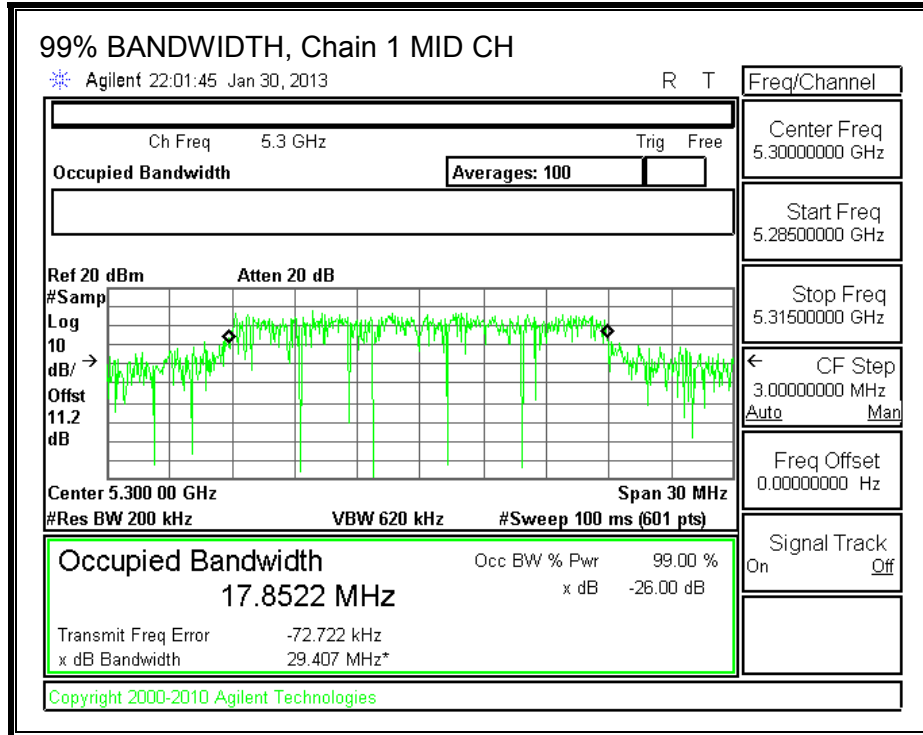 99% BANDWIDTH, Chain 1 MID CH
Agilent 22:01:45 Jan 30, 2013
R T
Ch Freq 5.3 GHz Trig Free
Occupied Bandwidth Averages: 100
Ref 20 dBm Atten 20 dB
#Samp
Log
10
dB/
Offst
11.2
dB
Center 5.300 00 GHz Span 30 MHz
#Res BW 200 kHz VBW 620 kHz #Sweep 100 ms (601 pts)
Occupied Bandwidth
17.8522 MHz
Occ BW % Pwr 99.00 %
x dB -26.00 dB
Transmit Freq Error -72.722 kHz
x dB Bandwidth 29.407 MHz*
Copyright 2000-2010 Agilent Technologies
Freq/Channel
Center Freq
5.30000000 GHz
Start Freq
5.28500000 GHz
Stop Freq
5.31500000 GHz
CF Step
3.00000000 MHz
Auto Man
Freq Offset
0.00000000 Hz
Signal Track
On Off